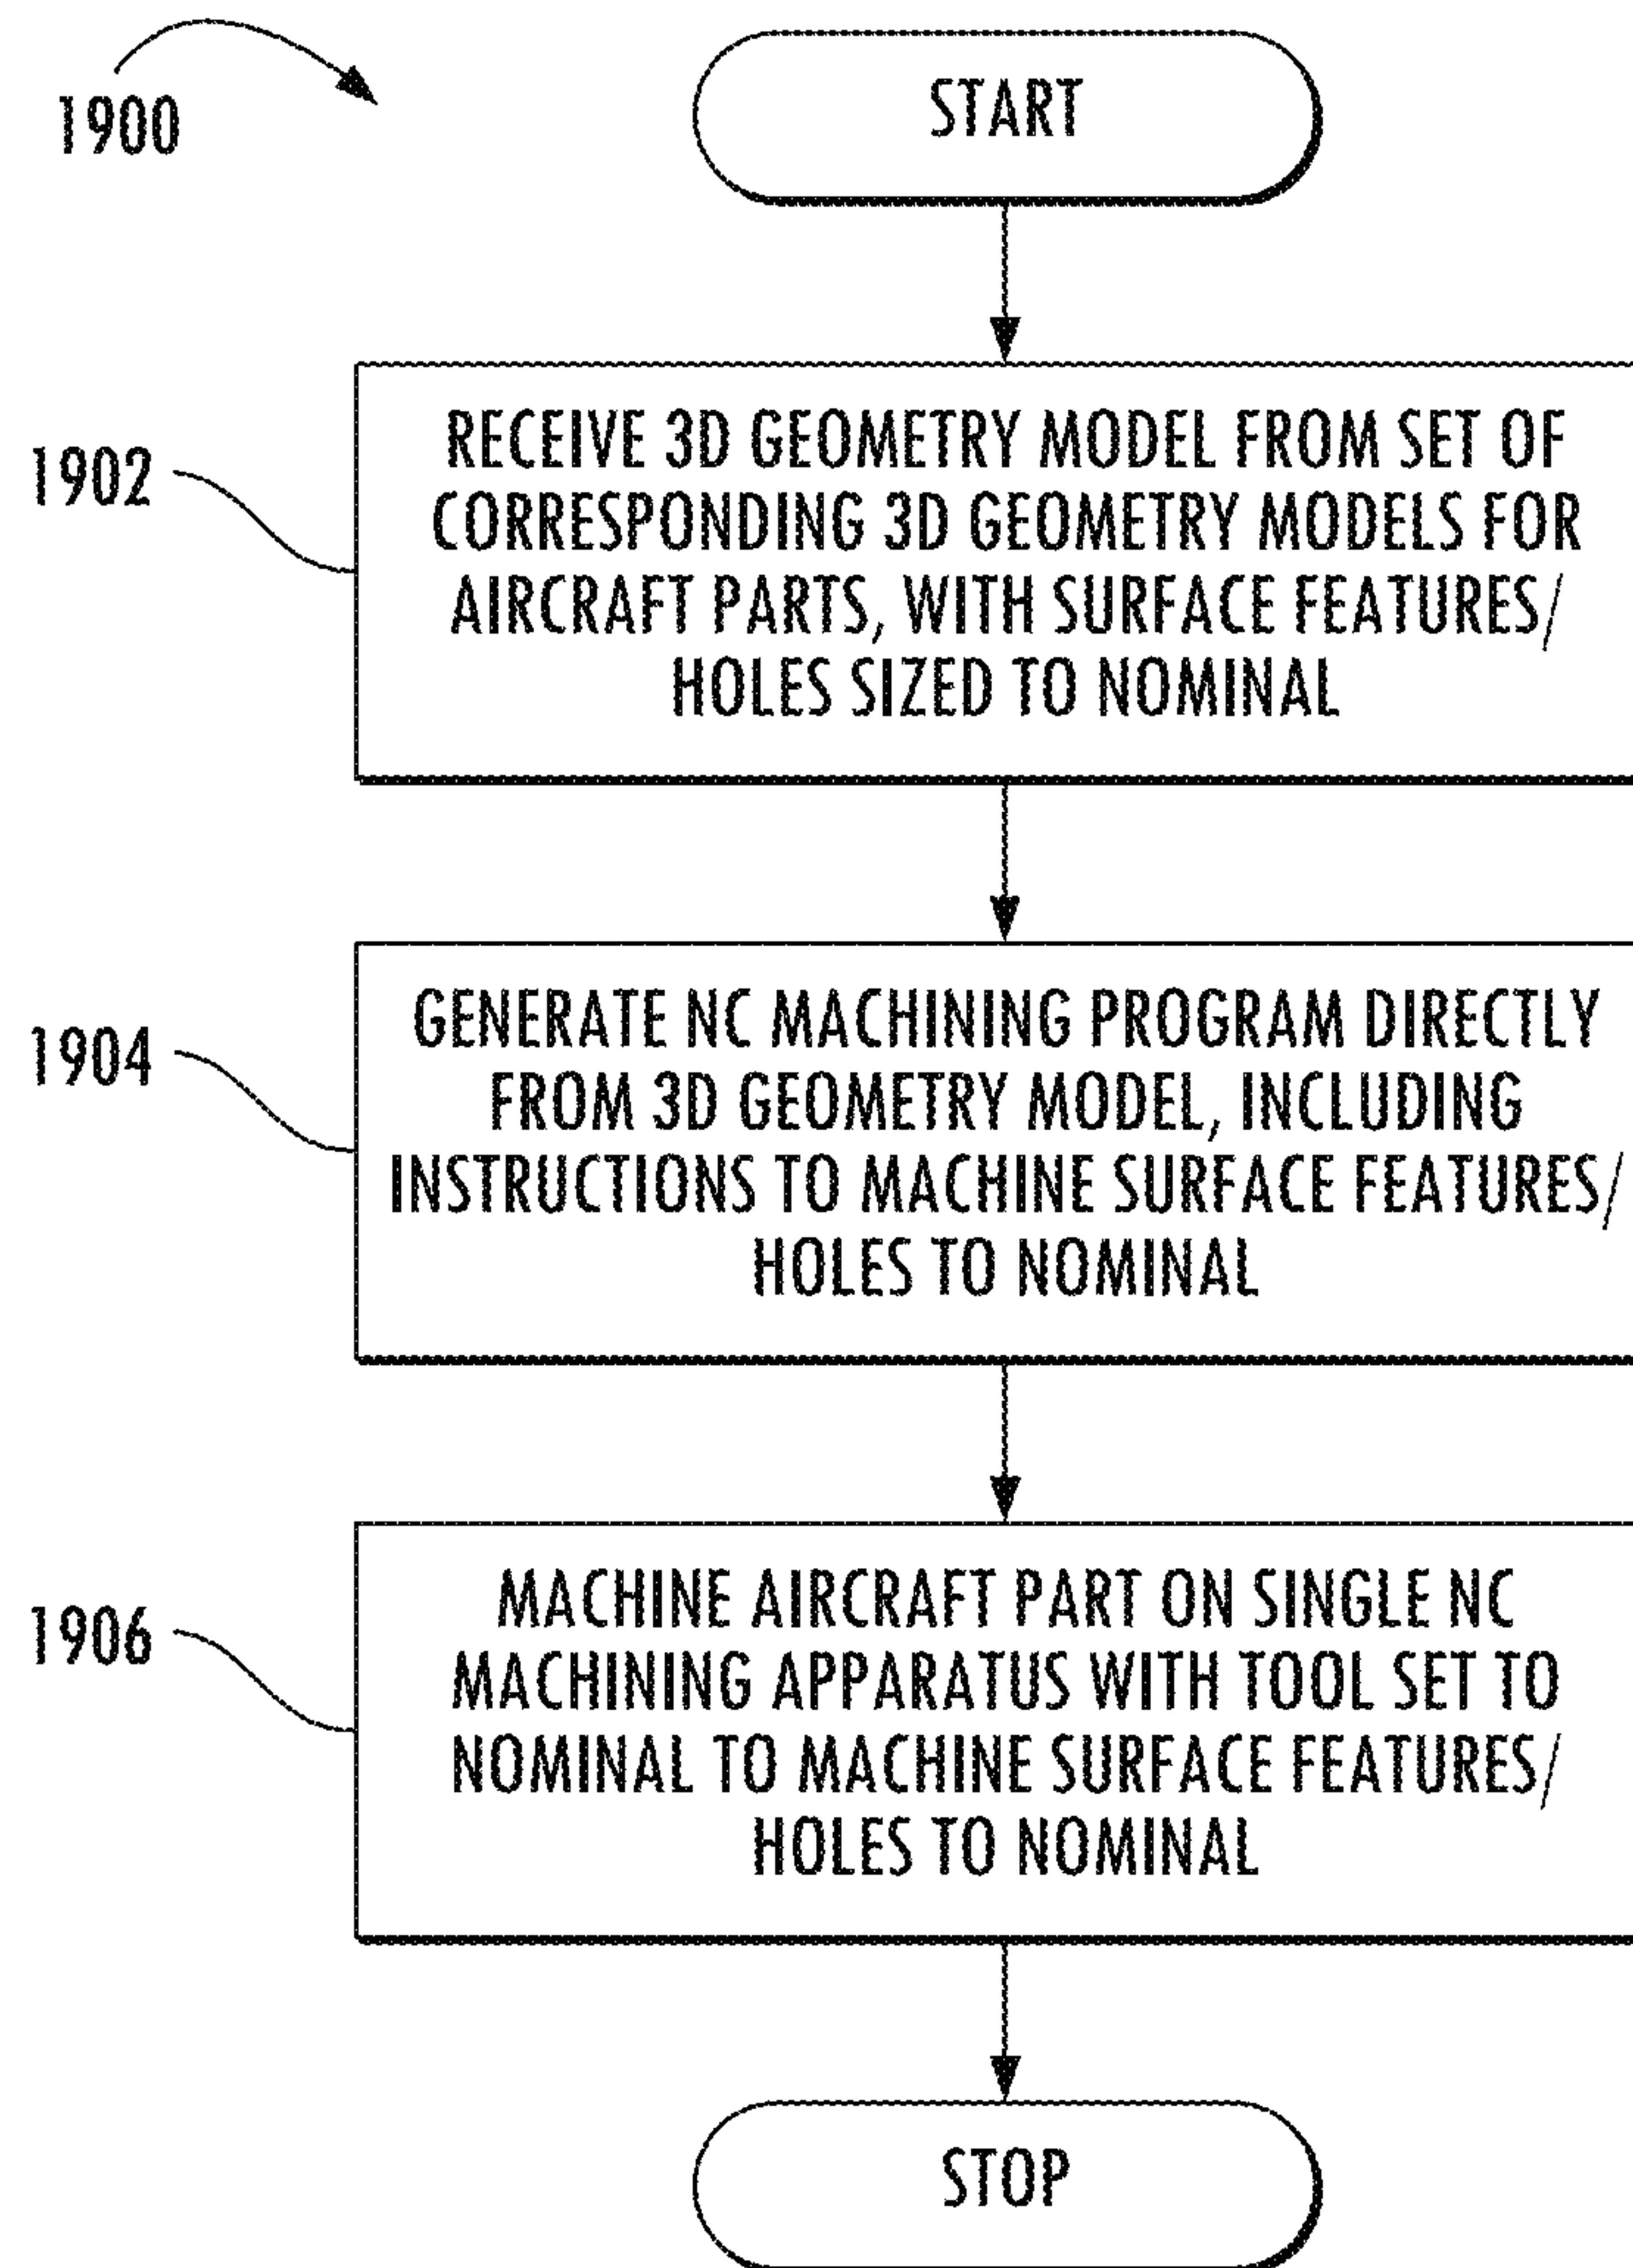 1900
START
1902
RECEIVE 3D GEOMETRY MODEL FROM SET OF
CORRESPONDING 3D GEOMETRY MODELS FOR
AIRCRAFT PARTS, WITH SURFACE FEATURES/
HOLES SIZED TO NOMINAL
1904
GENERATE NC MACHINING PROGRAM DIRECTLY
FROM 3D GEOMETRY MODEL, INCLUDING
INSTRUCTIONS TO MACHINE SURFACE FEATURES/
HOLES TO NOMINAL
1906
MACHINE AIRCRAFT PART ON SINGLE NC
MACHINING APPARATUS WITH TOOL SET TO
NOMINAL TO MACHINE SURFACE FEATURES/
HOLES TO NOMINAL
STOP